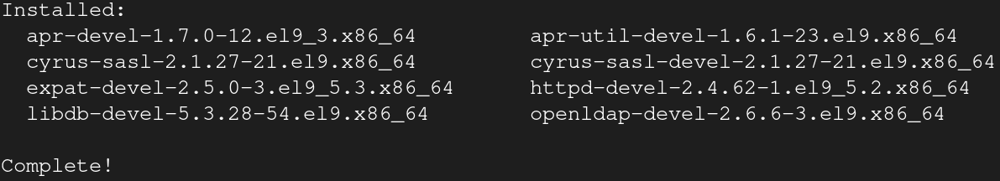 Installed:
  apr-devel-1.7.0-12.el9_3.x86_64         apr-util-devel-1.6.1-23.el9.x86_64
  cyrus-sasl-2.1.27-21.el9.x86_64         cyrus-sasl-devel-2.1.27-21.el9.x86_64
  expat-devel-2.5.0-3.el9_5.3.x86_64      httpd-devel-2.4.62-1.el9_5.2.x86_64
  libdb-devel-5.3.28-54.el9.x86_64        openldap-devel-2.6.6-3.el9.x86_64

Complete!